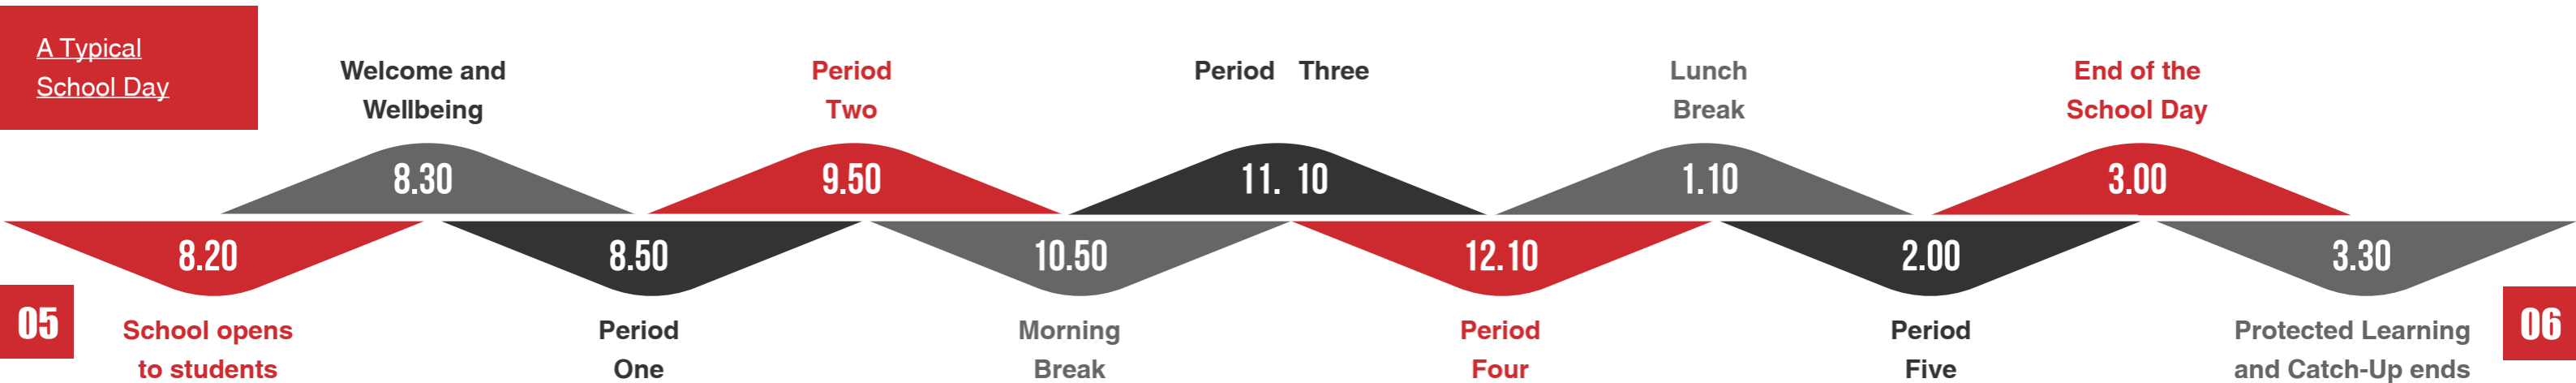 A Typical
School Day
Welcome and
Wellbeing
Period
Two
Period Three
Lunch
Break
End of the
School Day
8.30
9.50
11. 10
1.10
3.00
8.20
8.50
10.50
12.10
2.00
3.30
05
School opens
to students
Period
One
Morning
Break
Period
Four
Period
Five
Protected Learning
and Catch-Up ends
06